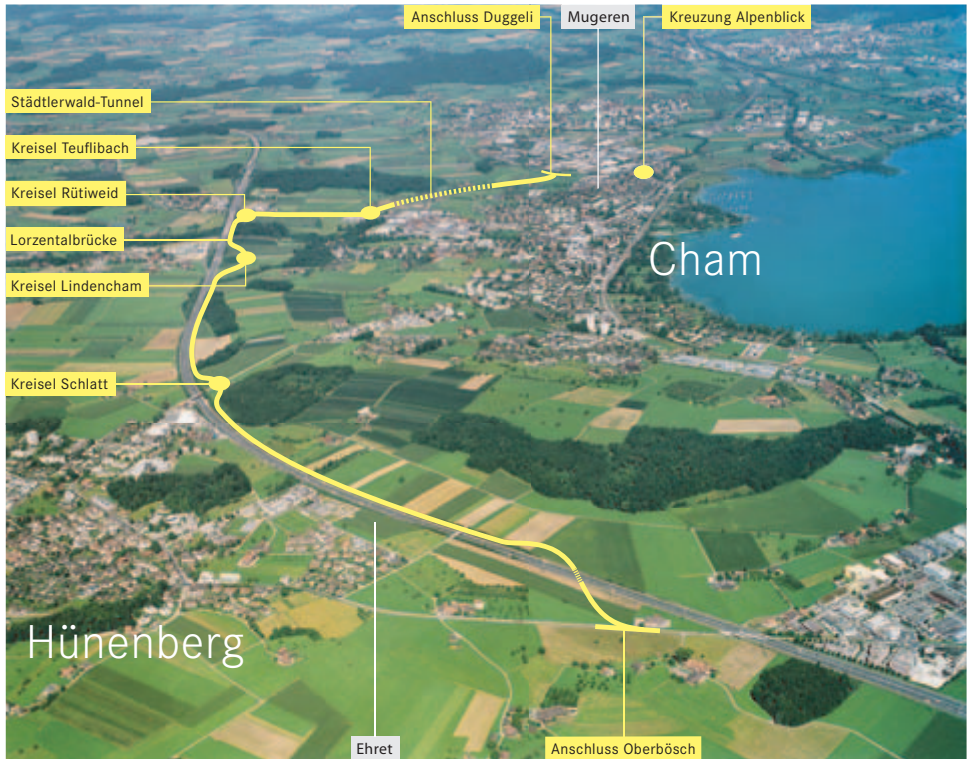 Anschluss Duggeli
Mugeren
Kreuzung Alpenblick
Städtlerwald-Tunnel
Kreisel Teuflibach
Kreisel Rütiweid
Lorzentalbrücke
Kreisel Lindencham
Cham
Kreisel Schlatt
Hünenberg
Ehret
Anschluss Oberbösch